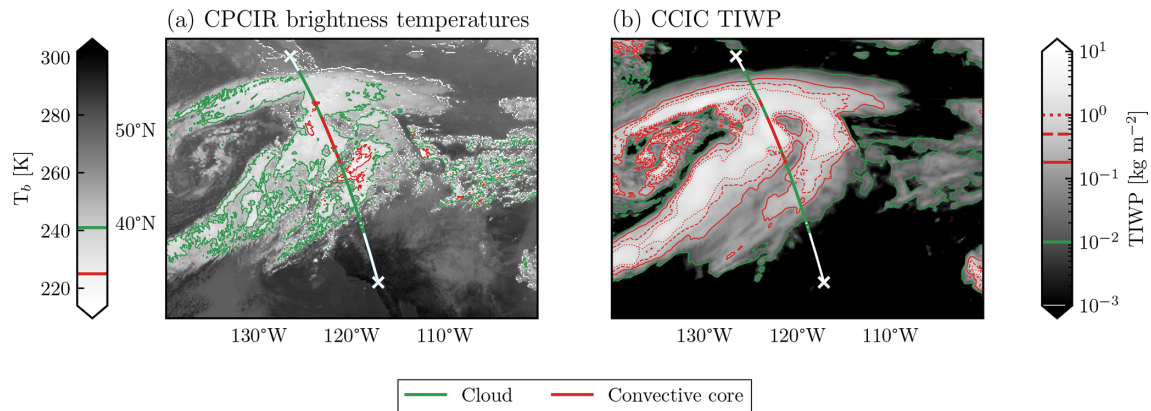 (a) CPCIR brightness temperatures
(b) CCIC TIWP
300
280
260
240
220
T_b [K]
50°N
40°N
130°W
120°W
110°W
130°W
120°W
110°W
10^1
10^0
10^−1
10^−2
10^−3
TIWP [kg m^−2]
Cloud
Convective core